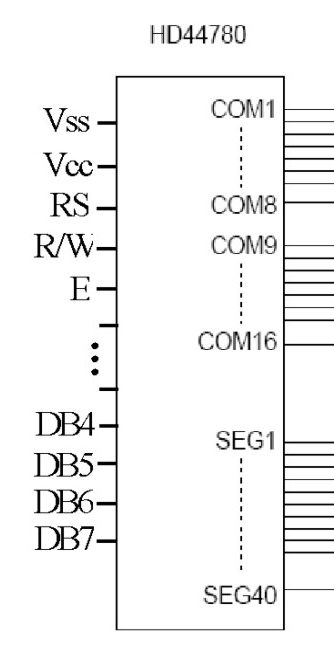 HD44780
Vss
Vcc
RS
R/W
E
DB4
DB5
DB6
DB7
COM1
COM8
COM9
COM16
SEG1
SEG40